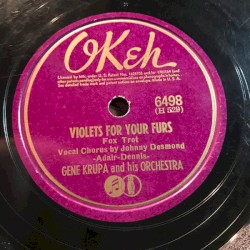 OKeh
6498
(H 529)
VIOLETS FOR YOUR FURS
Fox Trot
Vocal Chorus by Johnny Desmond
-Adair-Dennis-
GENE KRUPA and his ORCHESTRA